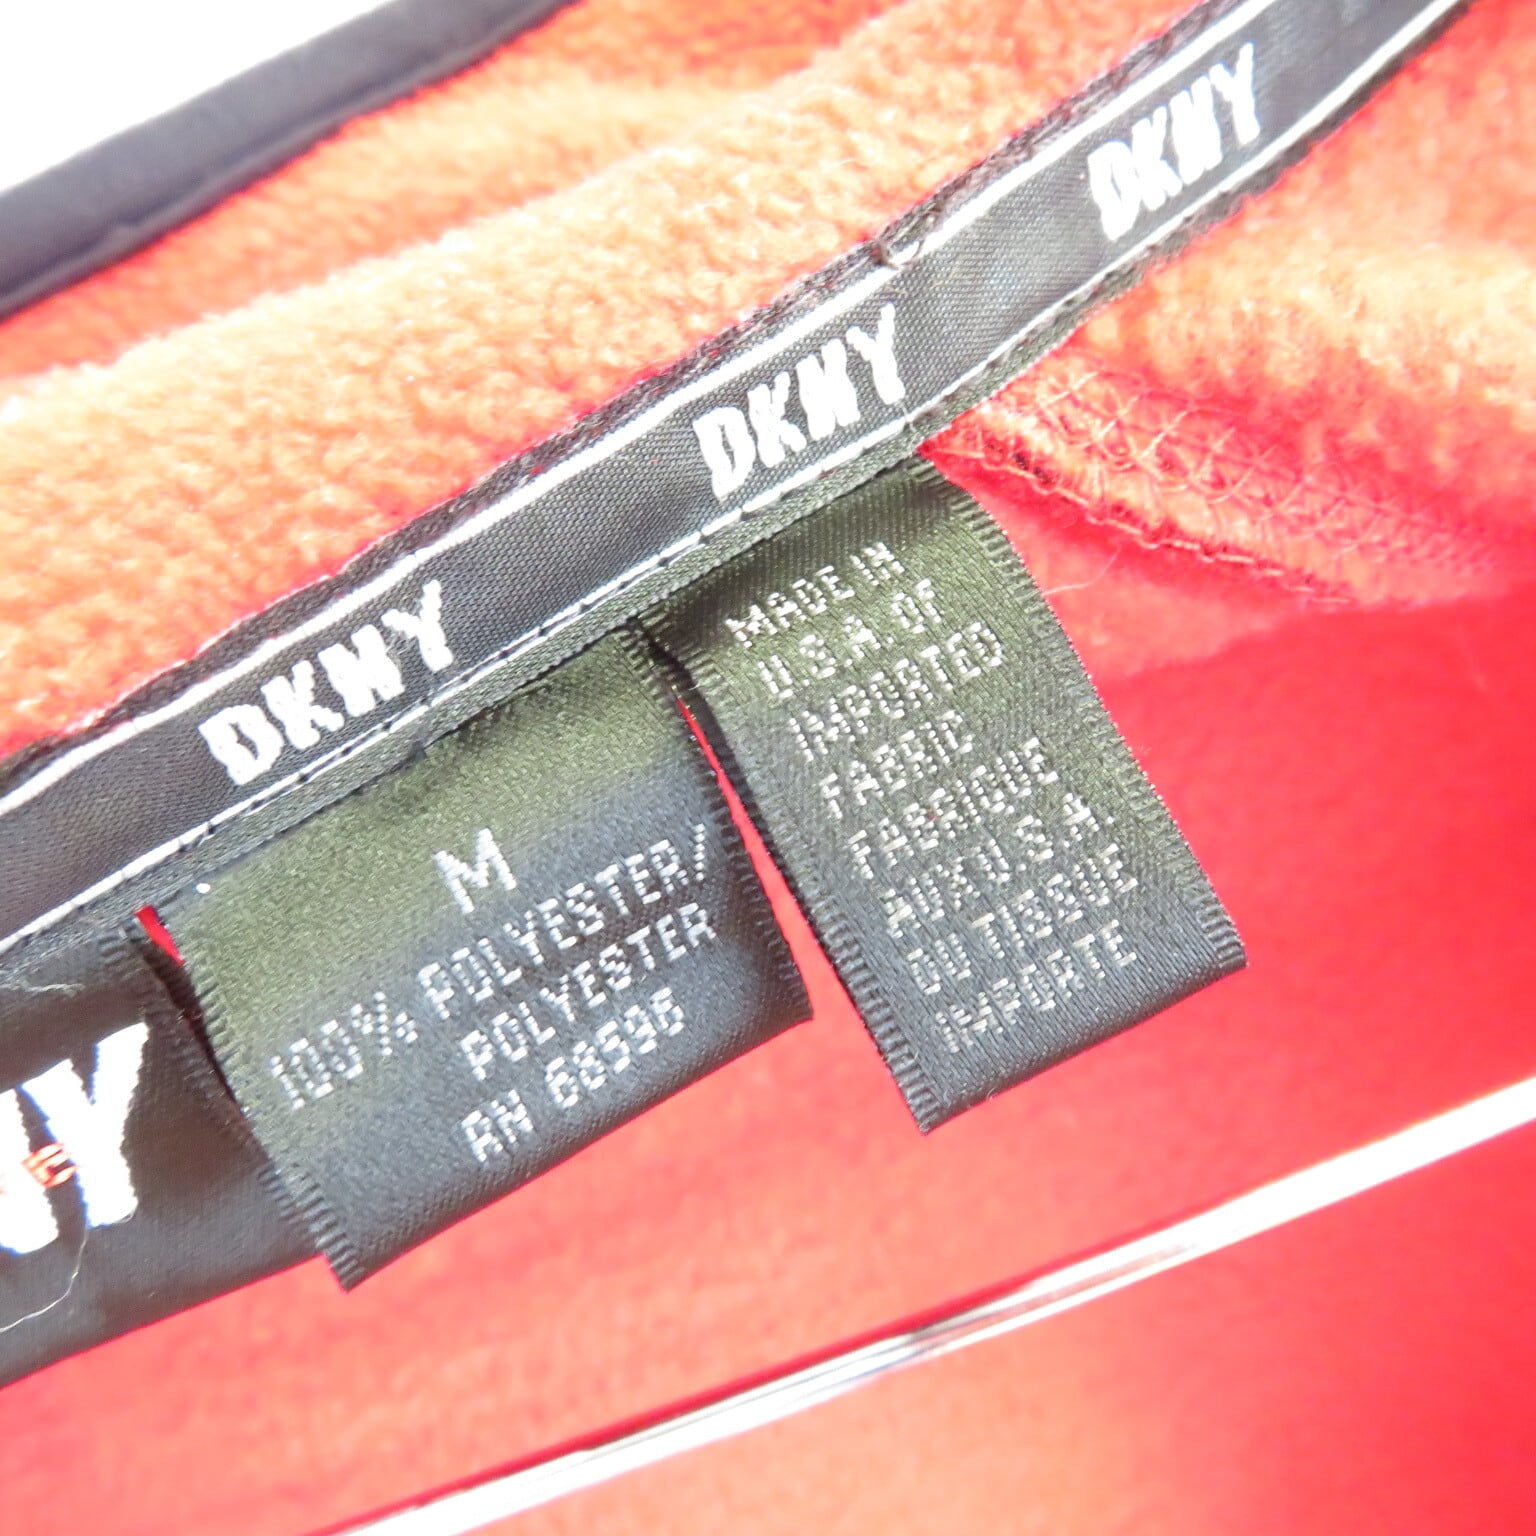 DKNY
DKNY
DKNY
M
100% POLYESTER/
POLYESTER
RN 68596
MADE IN
U.S.A. OF
IMPORTED
FABRIC
FABRIQUE
AUX U S A.
DU TISSUE
IMPORTE
NY